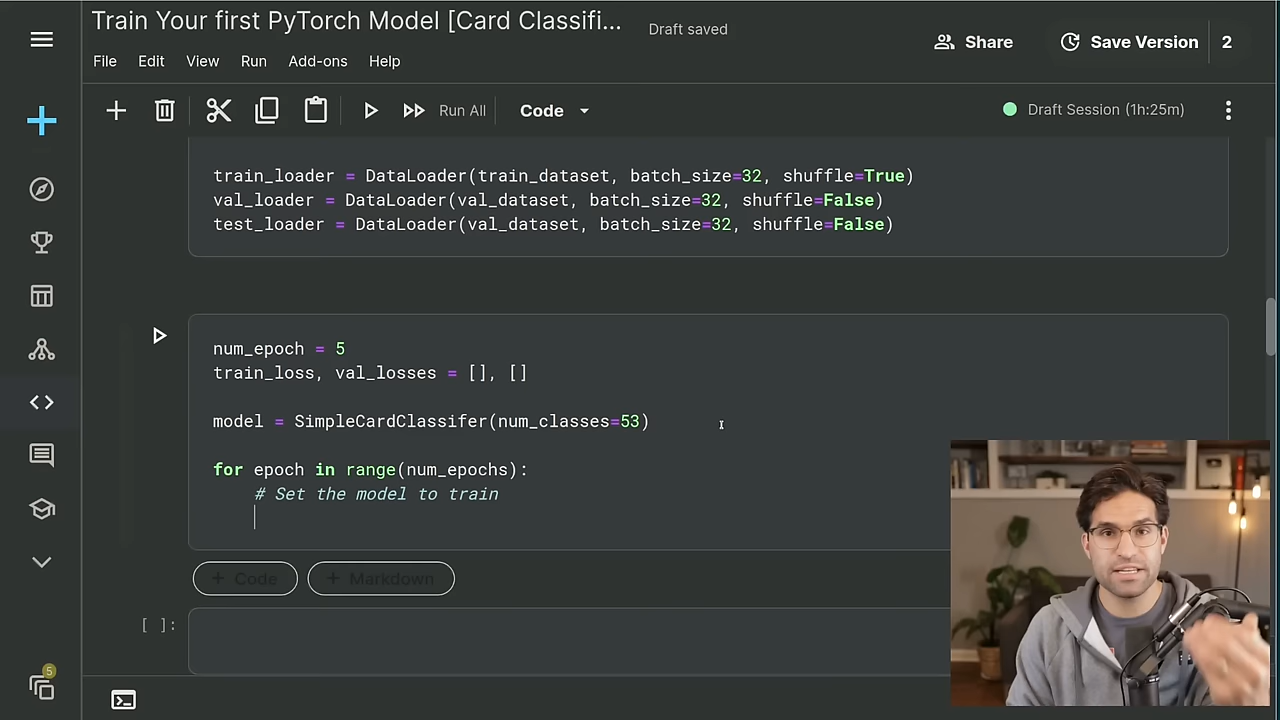 Train Your first PyTorch Model [Card Classifi...
Draft saved
Share
Save Version
2
File
Edit
View
Run
Add-ons
Help
Run All
Code
Draft Session (1h:25m)
train_loader = DataLoader(train_dataset, batch_size=32, shuffle=True)
val_loader = DataLoader(val_dataset, batch_size=32, shuffle=False)
test_loader = DataLoader(val_dataset, batch_size=32, shuffle=False)
num_epoch = 5
train_loss, val_losses = [], []
model = SimpleCardClassifer(num_classes=53)
for epoch in range(num_epochs):
# Set the model to train
+ Code
+ Markdown
[ ]:
5